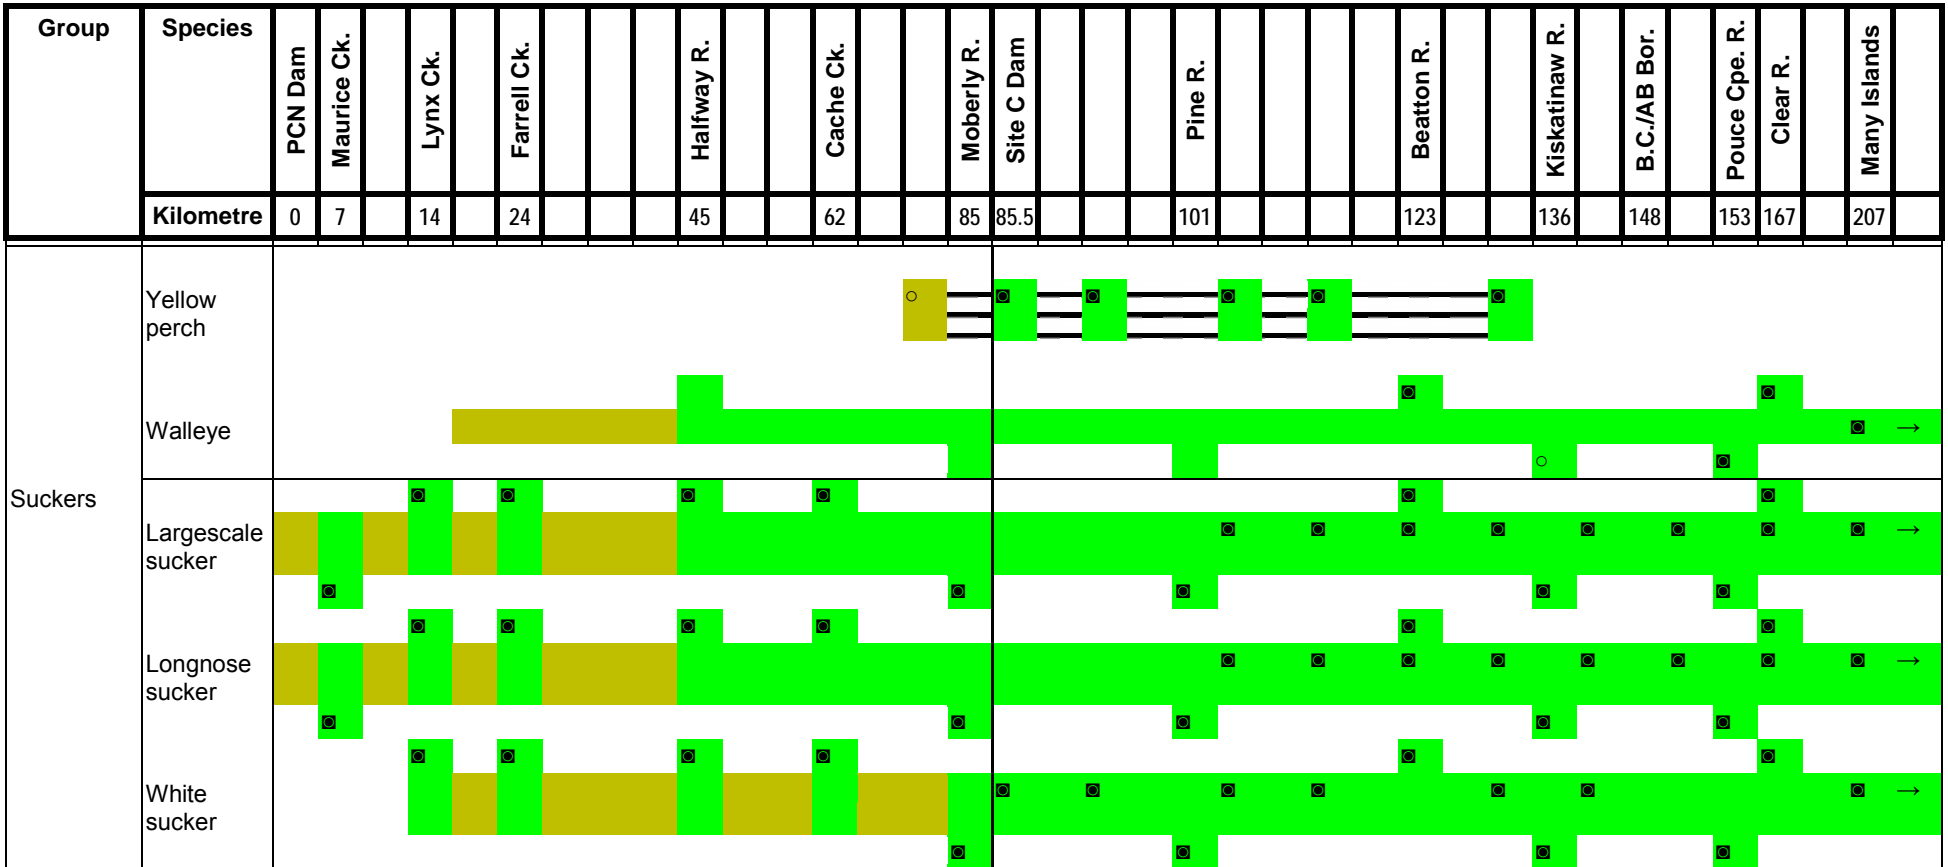 Group Species PCN Dam Maurice Ck. Lynx Ck. Farrell Ck. Halfway R. Cache Ck. Moberly R. Site C Dam Pine R. Beatton R. Kiskatinaw R. B.C./AB Bor. Pouce Cpe. R. Clear R. Many Islands
Kilometre 0 7 14 24 45 62 85 85.5 101 123 136 148 153 167 207
Yellow
perch
Walleye →
Suckers
Largescale →
sucker
Longnose →
sucker
White →
sucker